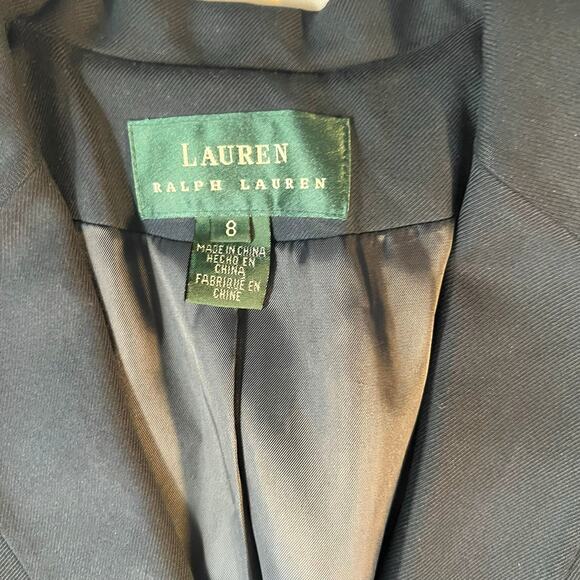 LAUREN
RALPH LAUREN
8
MADE IN CHINA
HECHO EN
CHINA
FABRIQUÉ EN
CHINE